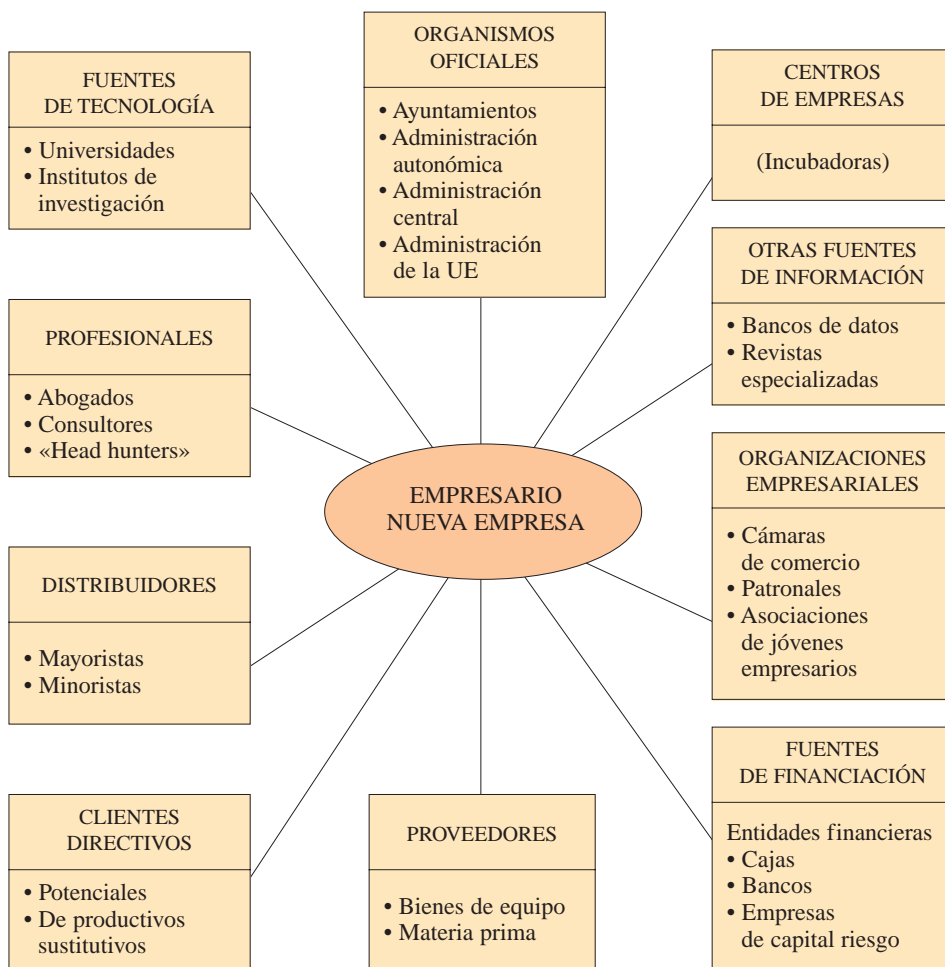 FUENTES
DE TECNOLOGÍA
• Universidades
• Institutos de
investigación
ORGANISMOS
OFICIALES
• Ayuntamientos
• Administración
autonómica
• Administración
central
• Administración
de la UE
CENTROS
DE EMPRESAS
(Incubadoras)
OTRAS FUENTES
DE INFORMACIÓN
• Bancos de datos
• Revistas
especializadas
PROFESIONALES
• Abogados
• Consultores
• «Head hunters»
EMPRESARIO
NUEVA EMPRESA
ORGANIZACIONES
EMPRESARIALES
• Cámaras
de comercio
• Patronales
• Asociaciones
de jóvenes
empresarios
DISTRIBUIDORES
• Mayoristas
• Minoristas
CLIENTES
DIRECTIVOS
• Potenciales
• De productivos
sustitutivos
PROVEEDORES
• Bienes de equipo
• Materia prima
FUENTES
DE FINANCIACIÓN
Entidades financieras
• Cajas
• Bancos
• Empresas
de capital riesgo